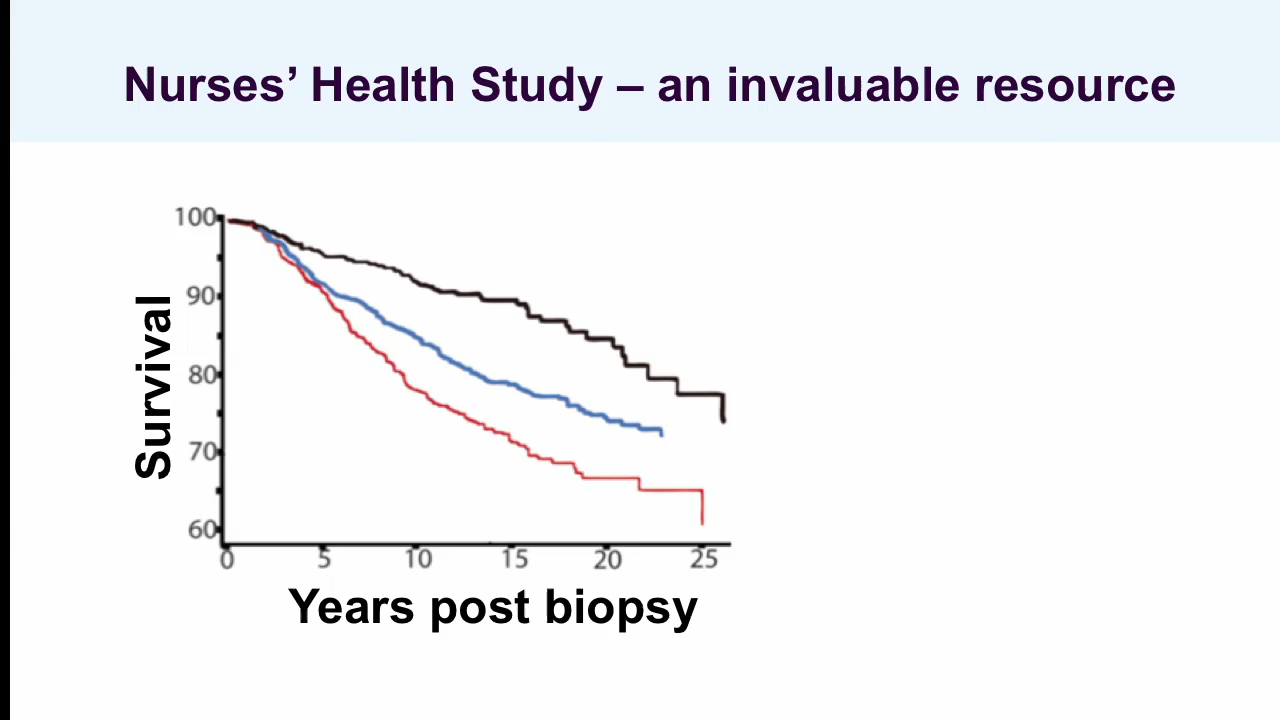 Nurses’ Health Study – an invaluable resource
100
90
80
70
60
Survival
0 5 10 15 20 25
Years post biopsy